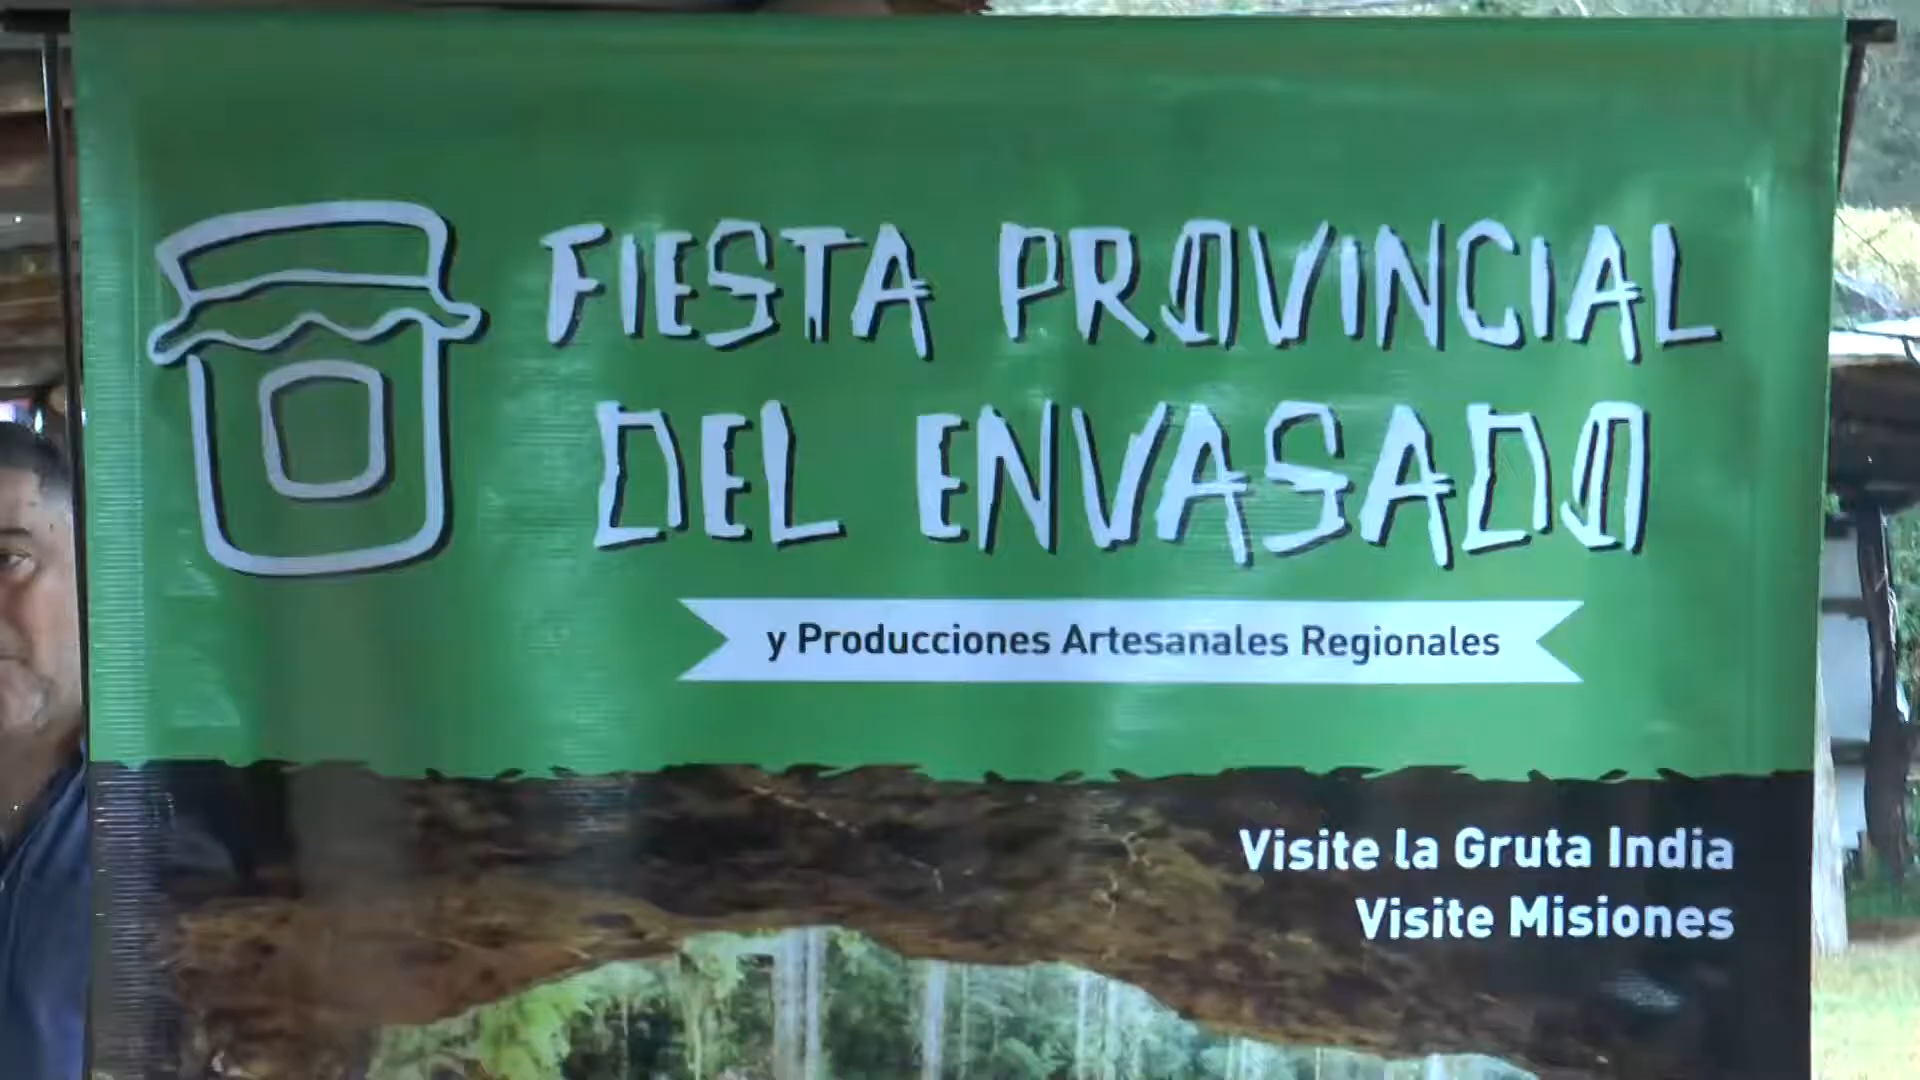 FIESTA PROVINCIAL
DEL ENVASADO
y Producciones Artesanales Regionales
Visite la Gruta India
Visite Misiones